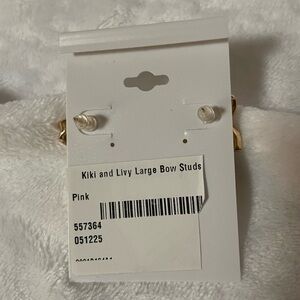 Kiki and Livy Large Bow Studs
Pink
557364
051225